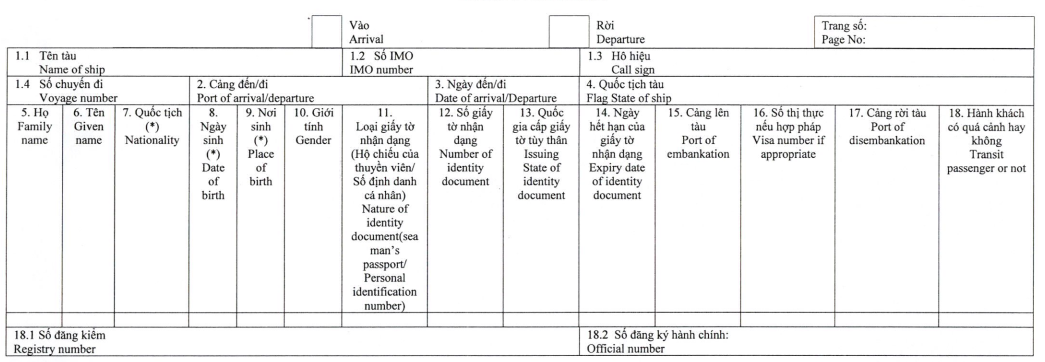 Vào
Arrival
Rời
Departure
Trang số:
Page No:
1.1 Tên tàu
Name of ship
1.2 Số IMO
IMO number
1.3 Hô hiệu
Call sign
1.4 Số chuyến đi
Voyage number
2. Cảng đến/đi
Port of arrival/departure
3. Ngày đến/đi
Date of arrival/Departure
4. Quốc tịch tàu
Flag State of ship
5. Họ
Family
name
6. Tên
Given
name
7. Quốc tịch
(*)
Nationality
8.
Ngày
sinh
(*)
Date
of
birth
9. Nơi
sinh
(*)
Place
of
birth
10. Giới
tính
Gender
11.
Loại giấy tờ
nhận dạng
(Hộ chiếu của
thuyền viên/
Số định danh
cá nhân)
Nature of
identity
document(sea
man's
passport/
Personal
identification
number)
12. Số giấy
tờ nhận
dạng
Number of
identity
document
13. Quốc
gia cấp giấy
tờ tùy thân
Issuing
State of
identity
document
14. Ngày
hết hạn của
giấy tờ
nhận dạng
Expiry date
of identity
document
15. Cảng lên
tàu
Port of
embankation
16. Số thị thực
nếu hợp pháp
Visa number if
appropriate
17. Cảng rời tàu
Port of
disembankation
18. Hành khách
có quá cảnh hay
không
Transit
passenger or not
18.1 Số đăng kiểm
Registry number
18.2 Số đăng ký hành chính:
Official number